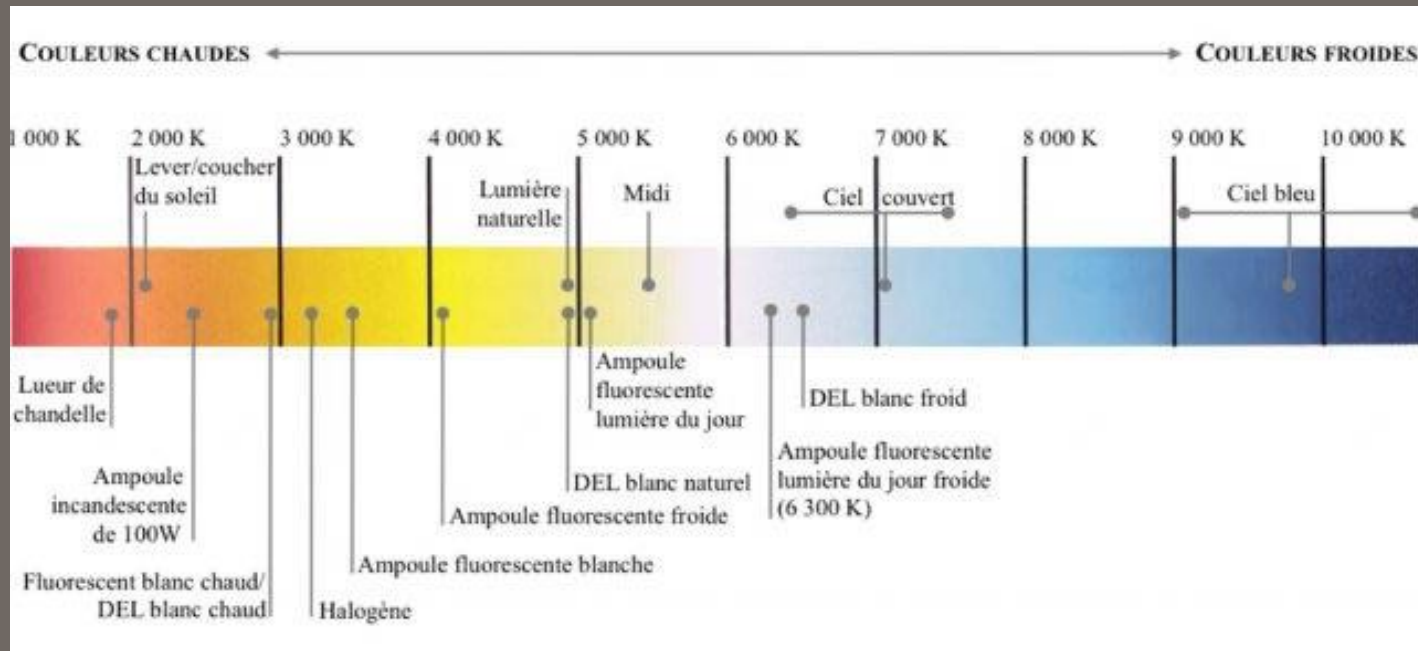 COULEURS CHAUDES
COULEURS FROIDES
1 000 K
2 000 K
3 000 K
4 000 K
5 000 K
6 000 K
7 000 K
8 000 K
9 000 K
10 000 K
Lever/coucher
du soleil
Lumière
naturelle
Midi
Ciel couvert
Ciel bleu
Lueur de
chandelle
Ampoule
incandescente
de 100W
Fluorescent blanc chaud/
DEL blanc chaud
Halogène
Ampoule fluorescente blanche
Ampoule fluorescente froide
DEL blanc naturel
Ampoule
fluorescente
lumière du jour
DEL blanc froid
Ampoule fluorescente
lumière du jour froide
(6 300 K)